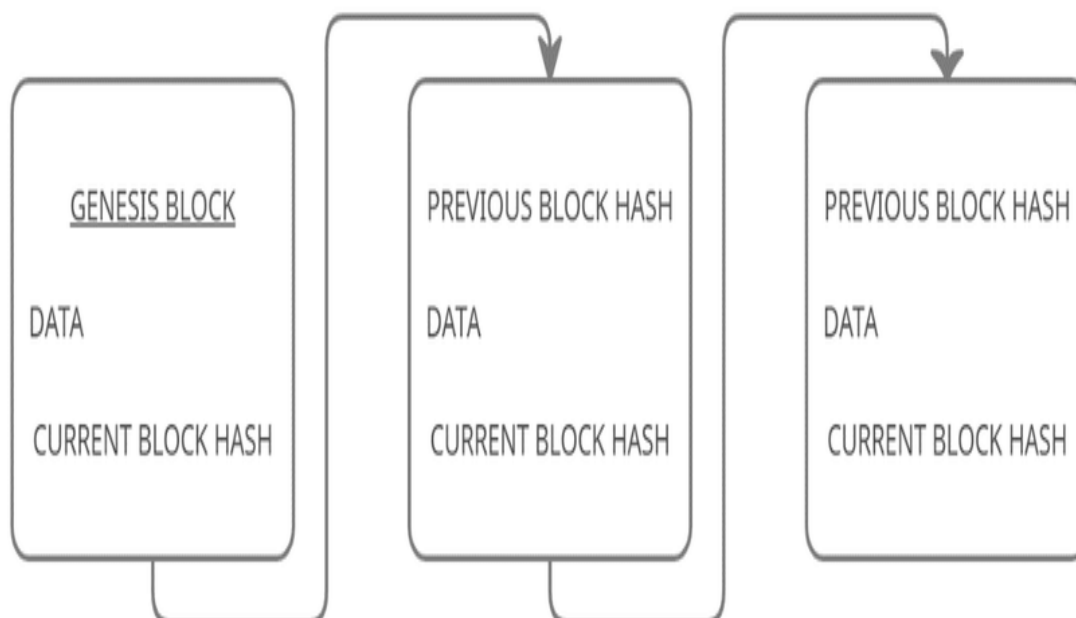 GENESIS BLOCK
DATA
CURRENT BLOCK HASH
PREVIOUS BLOCK HASH
DATA
CURRENT BLOCK HASH
PREVIOUS BLOCK HASH
DATA
CURRENT BLOCK HASH